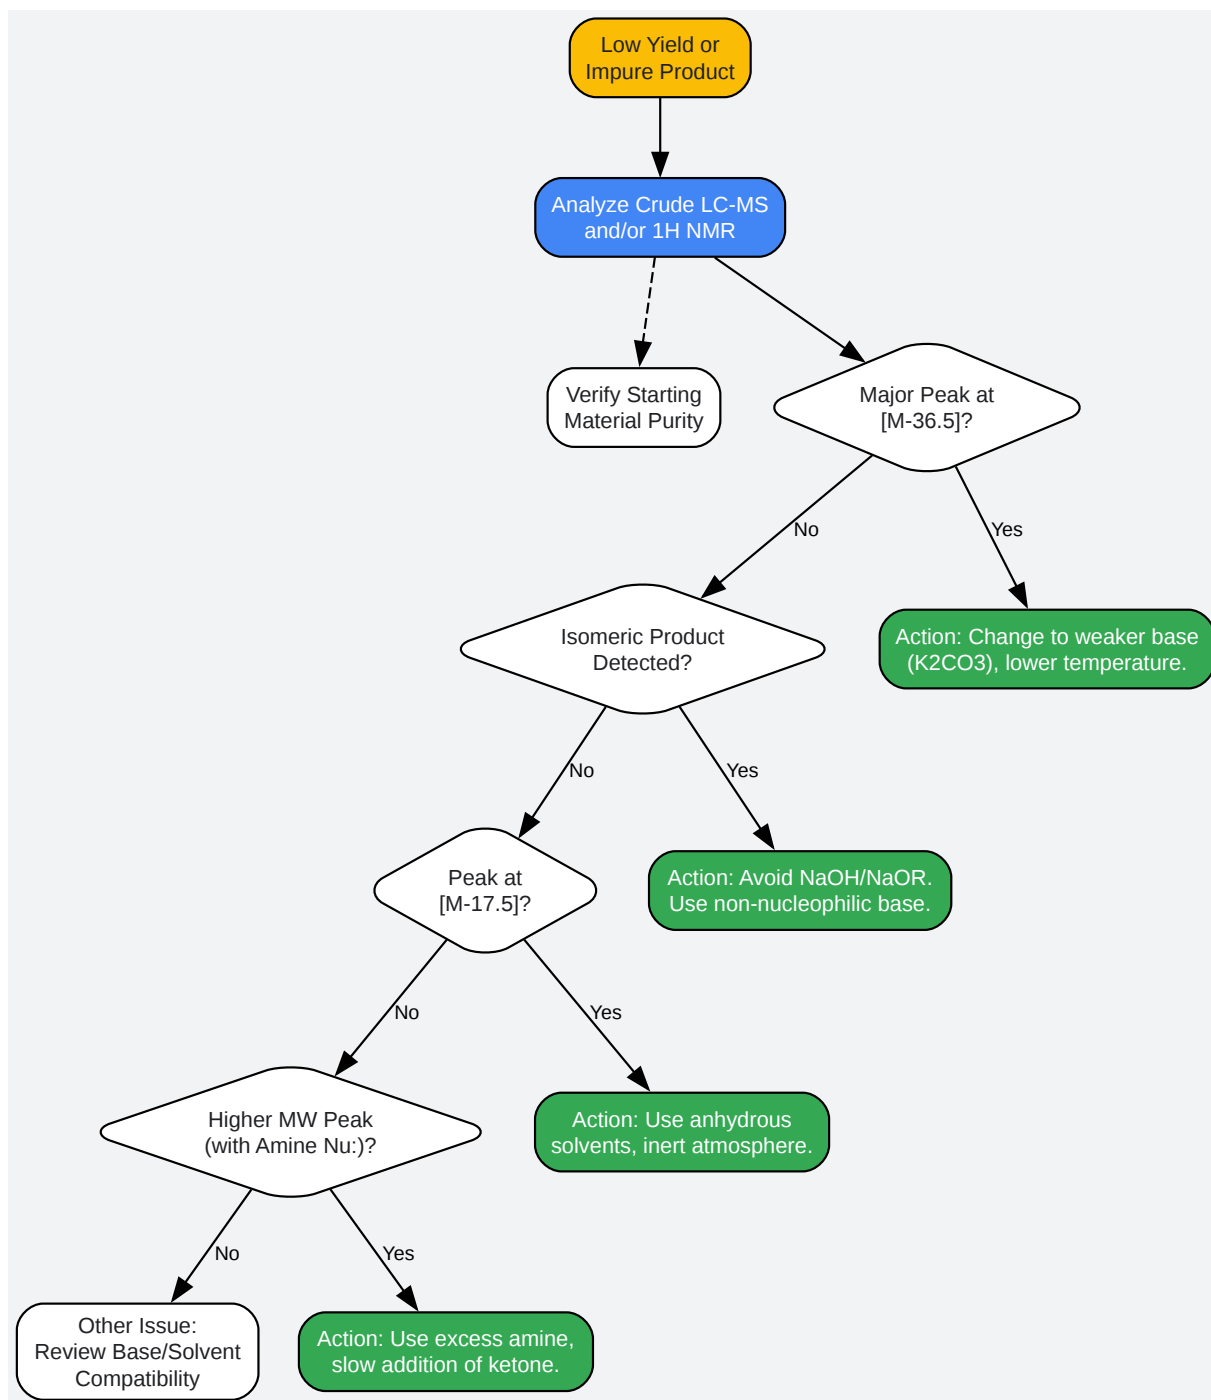 Low Yield or
Impure Product
Analyze Crude LC-MS
and/or 1H NMR
Verify Starting
Material Purity
Major Peak at
[M-36.5]?
No
Yes
Isomeric Product
Detected?
Action: Change to weaker base
(K2CO3), lower temperature.
No
Yes
Peak at
[M-17.5]?
Action: Avoid NaOH/NaOR.
Use non-nucleophilic base.
No
Yes
Higher MW Peak
(with Amine Nu:)?
Action: Use anhydrous
solvents, inert atmosphere.
No
Yes
Other Issue:
Review Base/Solvent
Compatibility
Action: Use excess amine,
slow addition of ketone.